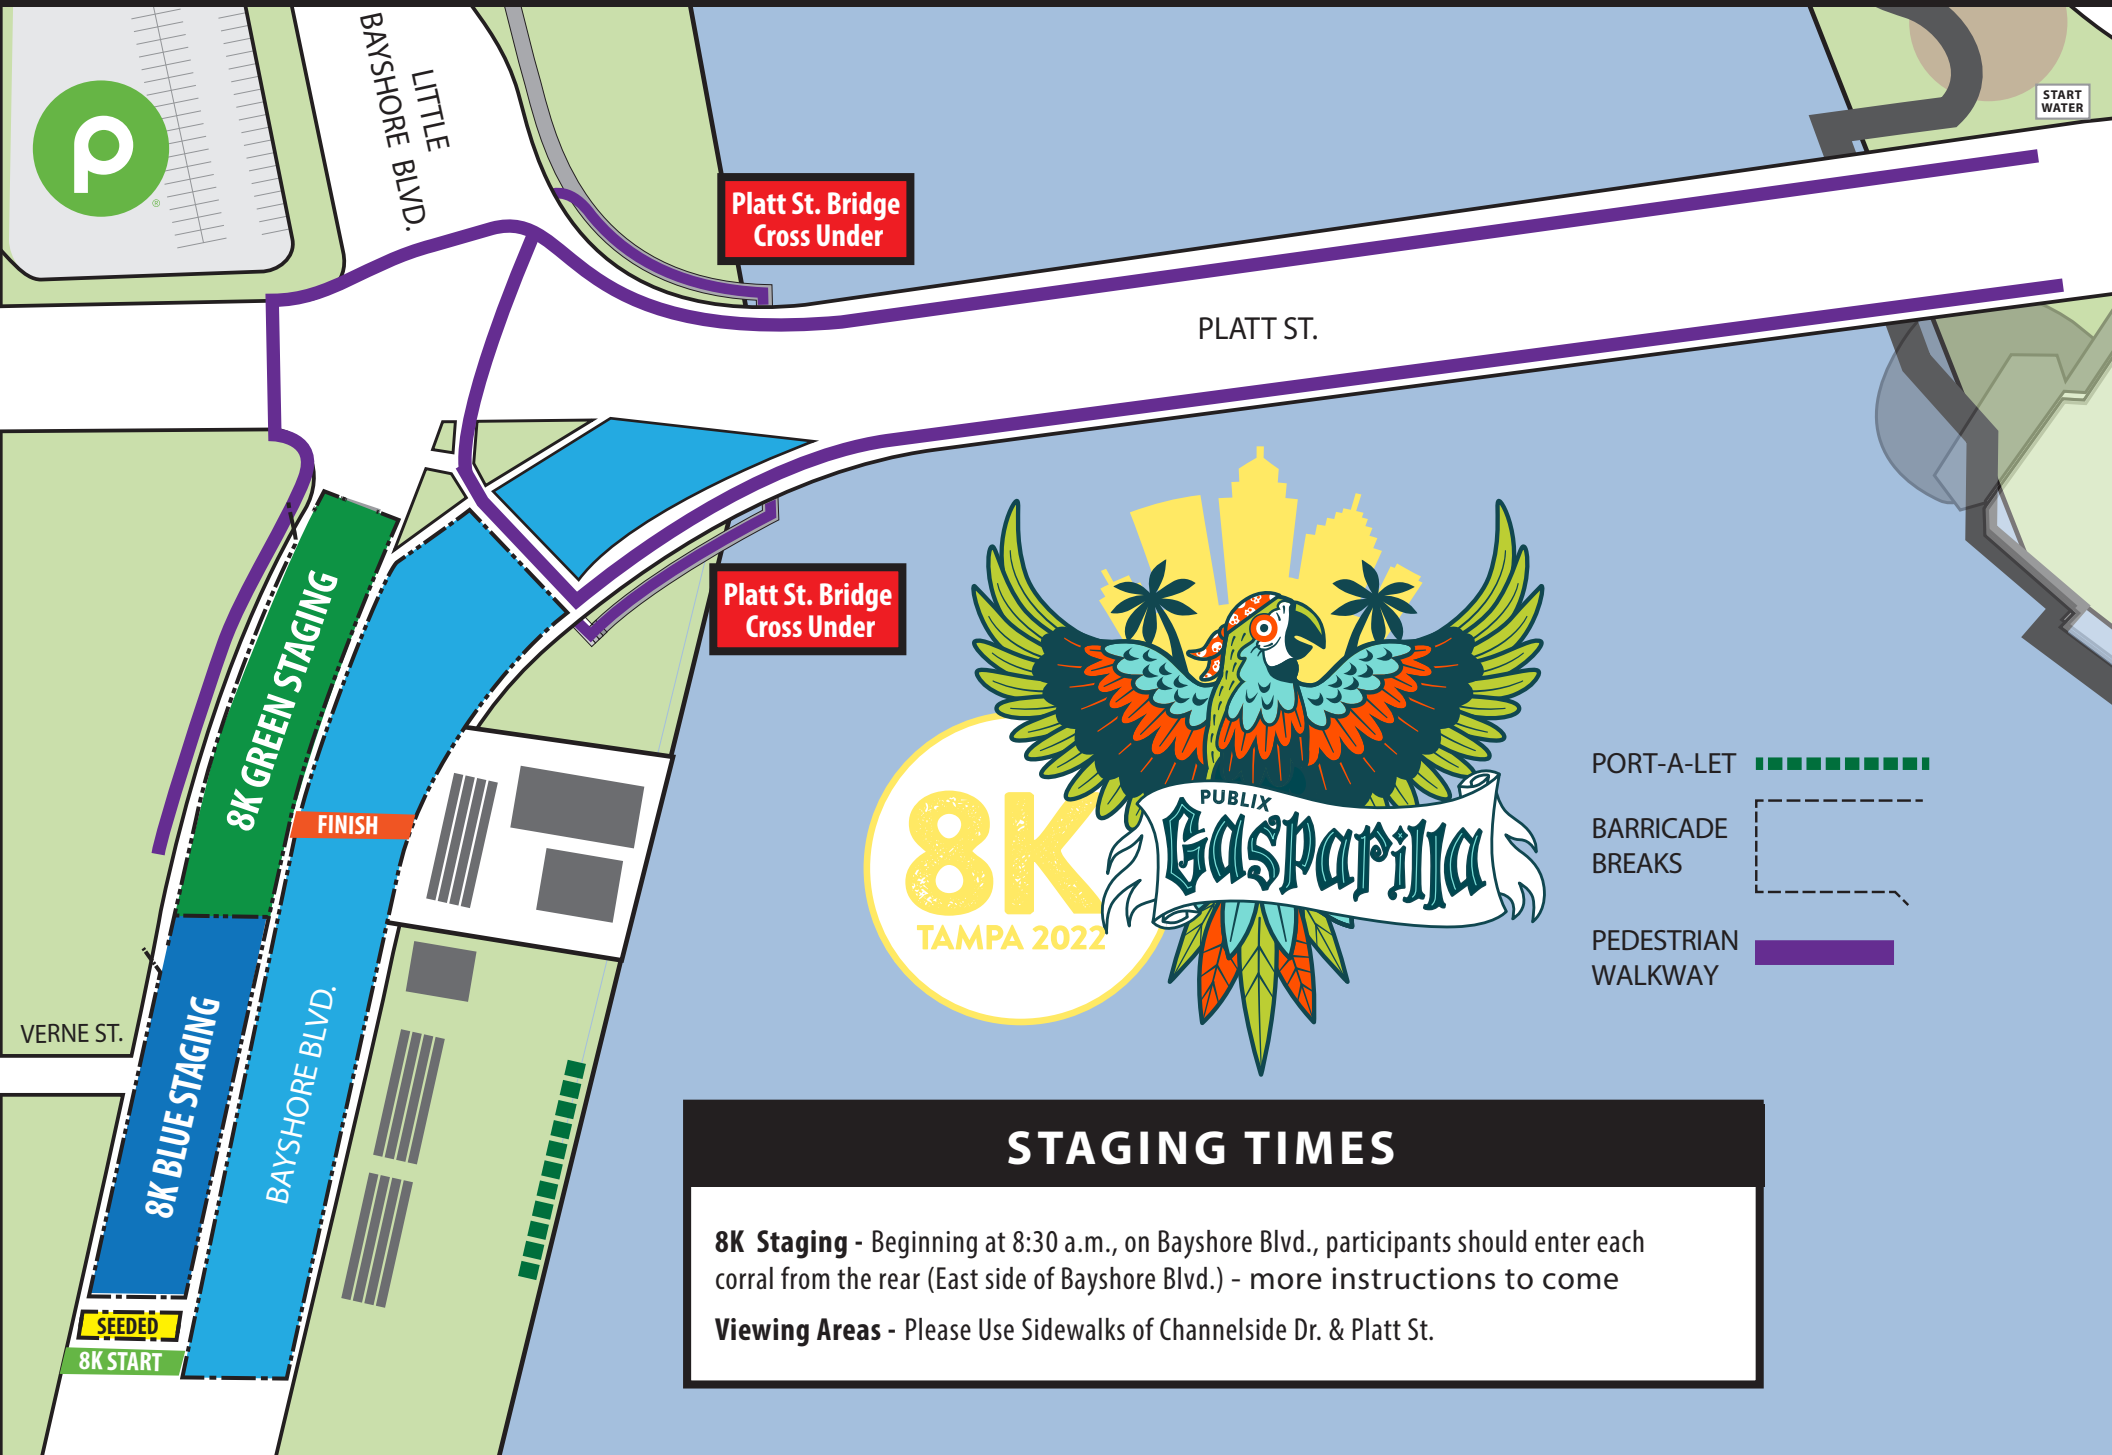 LITTLE
BAYSHORE BLVD.
p
®
START
WATER
Platt St. Bridge
Cross Under
PLATT ST.
Platt St. Bridge
Cross Under
8K GREEN STAGING
FINISH
8K BLUE STAGING
BAYSHORE BLVD.
VERNE ST.
SEEDED
8K START
8K
TAMPA 2022
PUBLIX
Gasparilla
PORT-A-LET
BARRICADE
BREAKS
PEDESTRIAN
WALKWAY
STAGING TIMES
8K Staging - Beginning at 8:30 a.m., on Bayshore Blvd., participants should enter each
corral from the rear (East side of Bayshore Blvd.) - more instructions to come
Viewing Areas - Please Use Sidewalks of Channelside Dr. & Platt St.